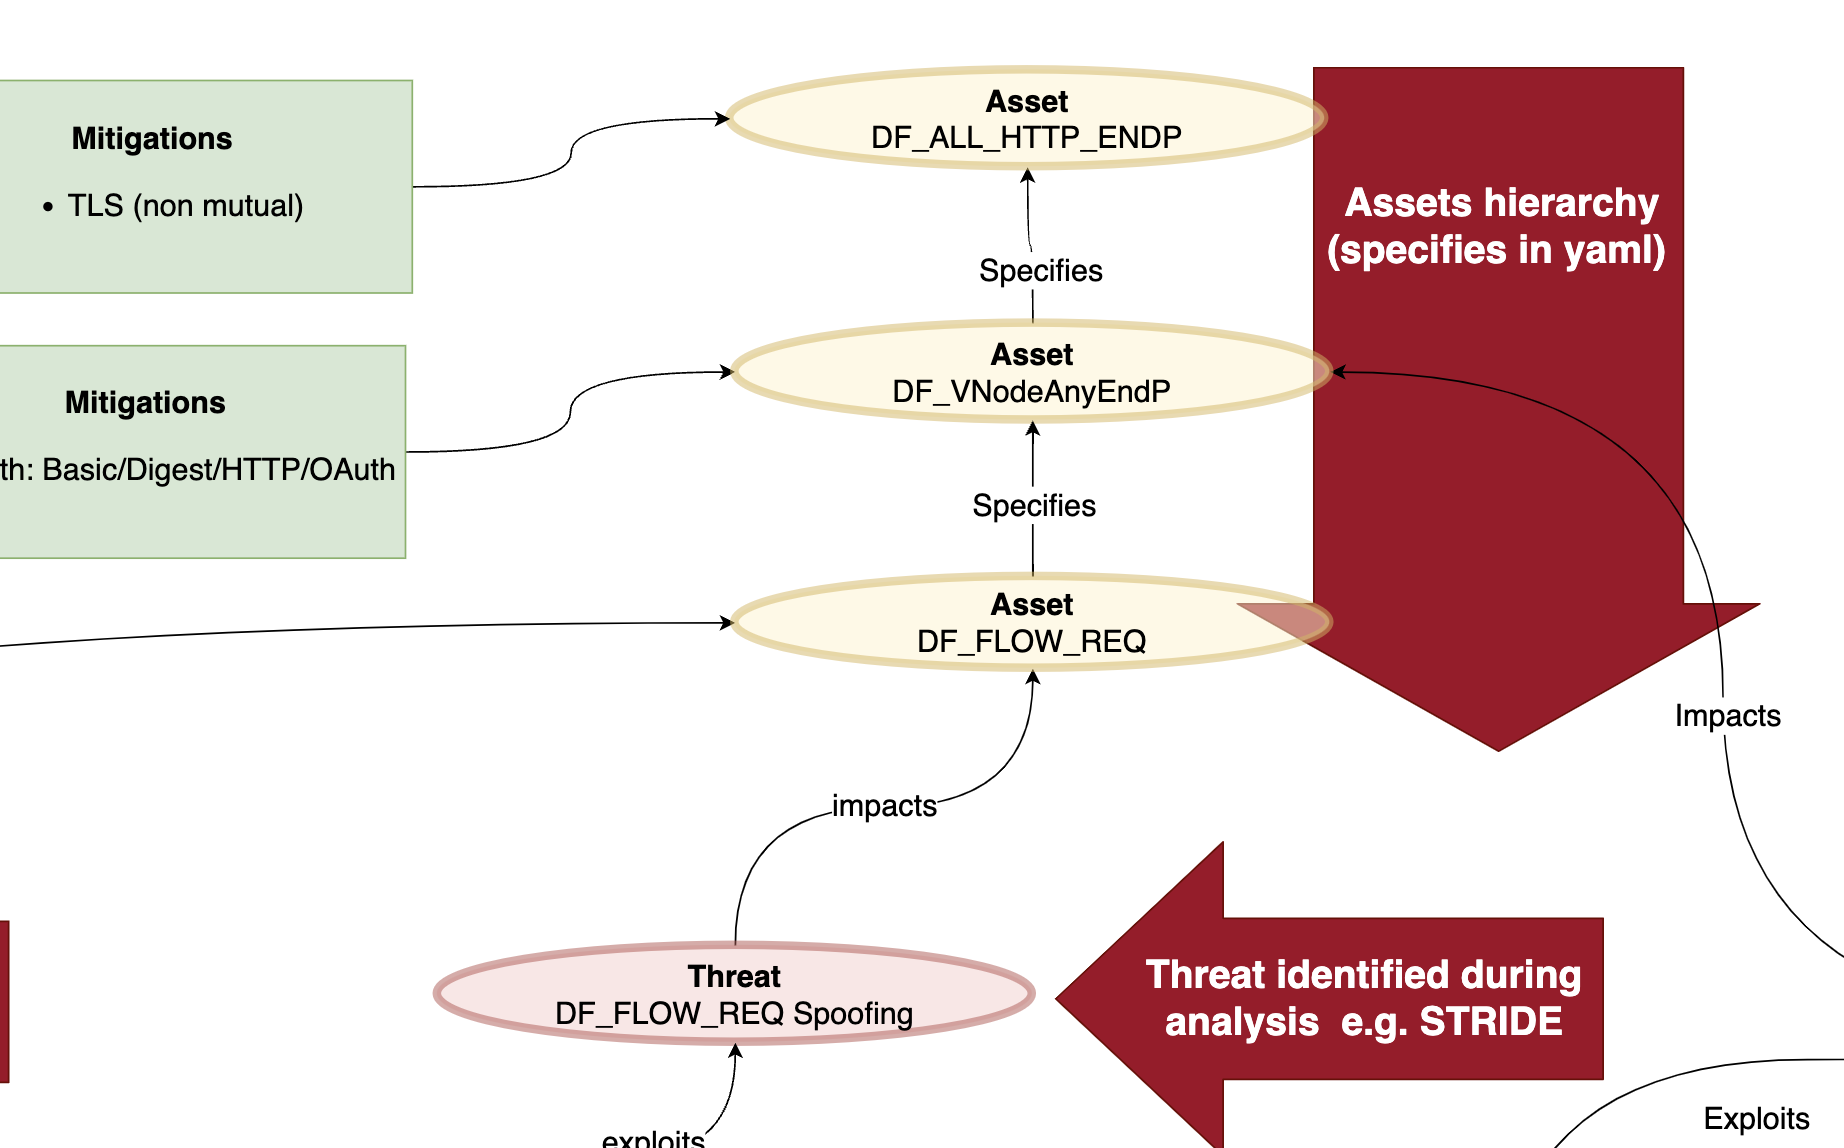 Mitigations
• TLS (non mutual)
Asset
DF_ALL_HTTP_ENDP
Assets hierarchy
(specifies in yaml)
Specifies
Mitigations
th: Basic/Digest/HTTP/OAuth
Asset
DF_VNodeAnyEndP
Specifies
Asset
DF_FLOW_REQ
Impacts
impacts
Threat
DF_FLOW_REQ Spoofing
Threat identified during
analysis e.g. STRIDE
exploits
Exploits